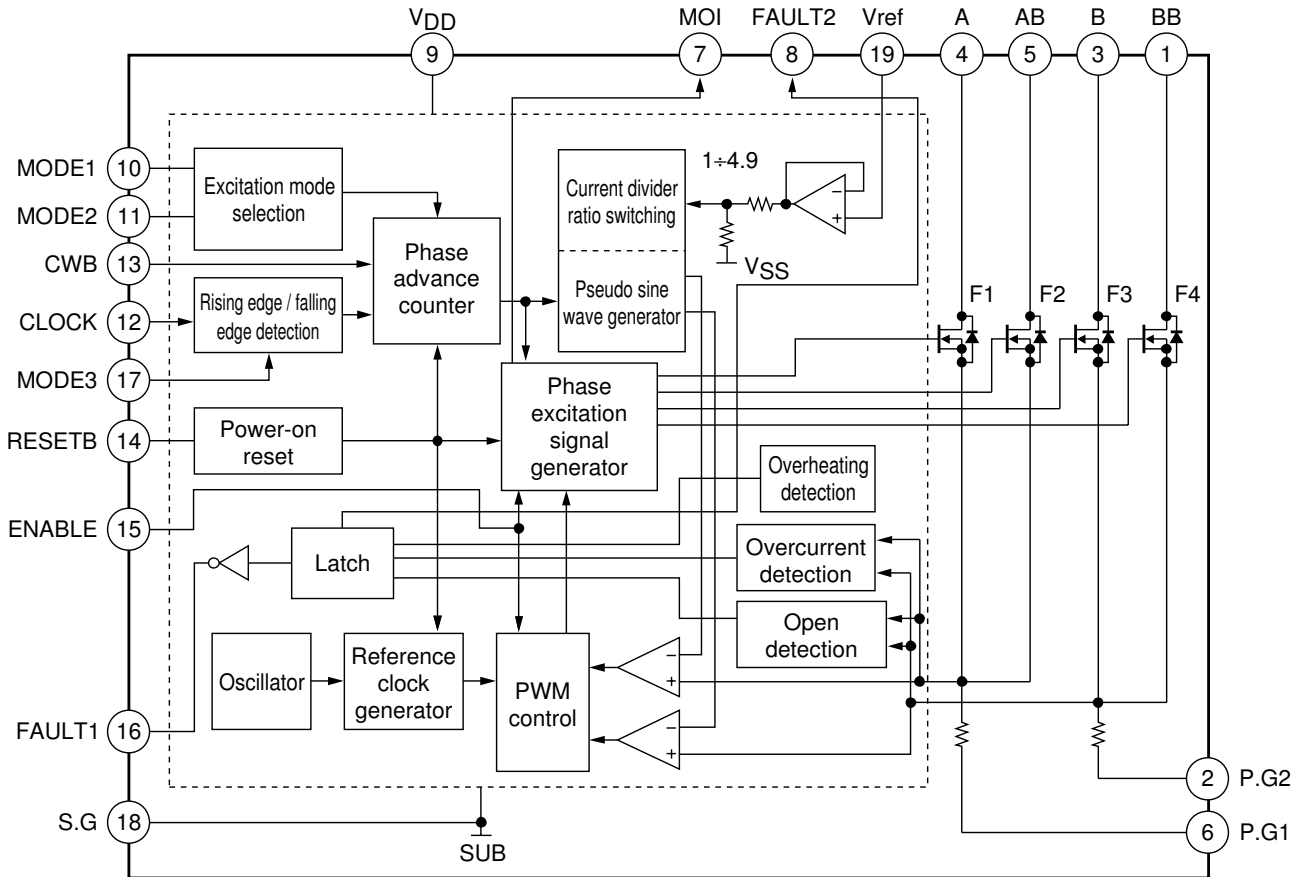 VDD
MOI
FAULT2
Vref
A
AB
B
BB
9
7
8
19
4
5
3
1
MODE1
10
MODE2
11
CWB
13
CLOCK
12
MODE3
17
RESETB
14
ENABLE
15
FAULT1
16
S.G
18
Excitation mode
selection
Phase
advance
counter
Rising edge / falling
edge detection
Power-on
reset
Current divider
ratio switching
Pseudo sine
wave generator
1÷4.9
−
+
VSS
F1
F2
F3
F4
Phase
excitation
signal
generator
Overheating
detection
Latch
Overcurrent
detection
Open
detection
Oscillator
Reference
clock
generator
PWM
control
−
+
−
+
2
P.G2
6
P.G1
SUB